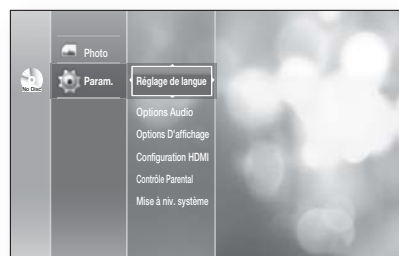 Photo
No Disc
Param.
Réglage de langue
Options Audio
Options D'affichage
Configuration HDMI
Contrôle Parental
Mise à niv. système